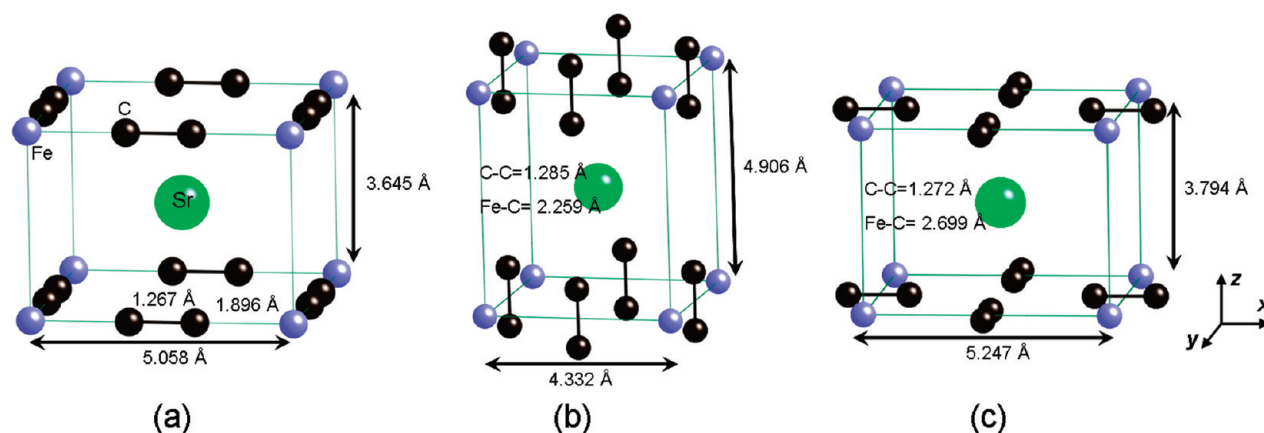 C
Fe
Sr
3.645 Å
1.267 Å
1.896 Å
5.058 Å
(a)
C-C=1.285 Å
Fe-C= 2.259 Å
4.906 Å
4.332 Å
(b)
C-C=1.272 Å
Fe-C= 2.699 Å
3.794 Å
5.247 Å
(c)
z
x
y